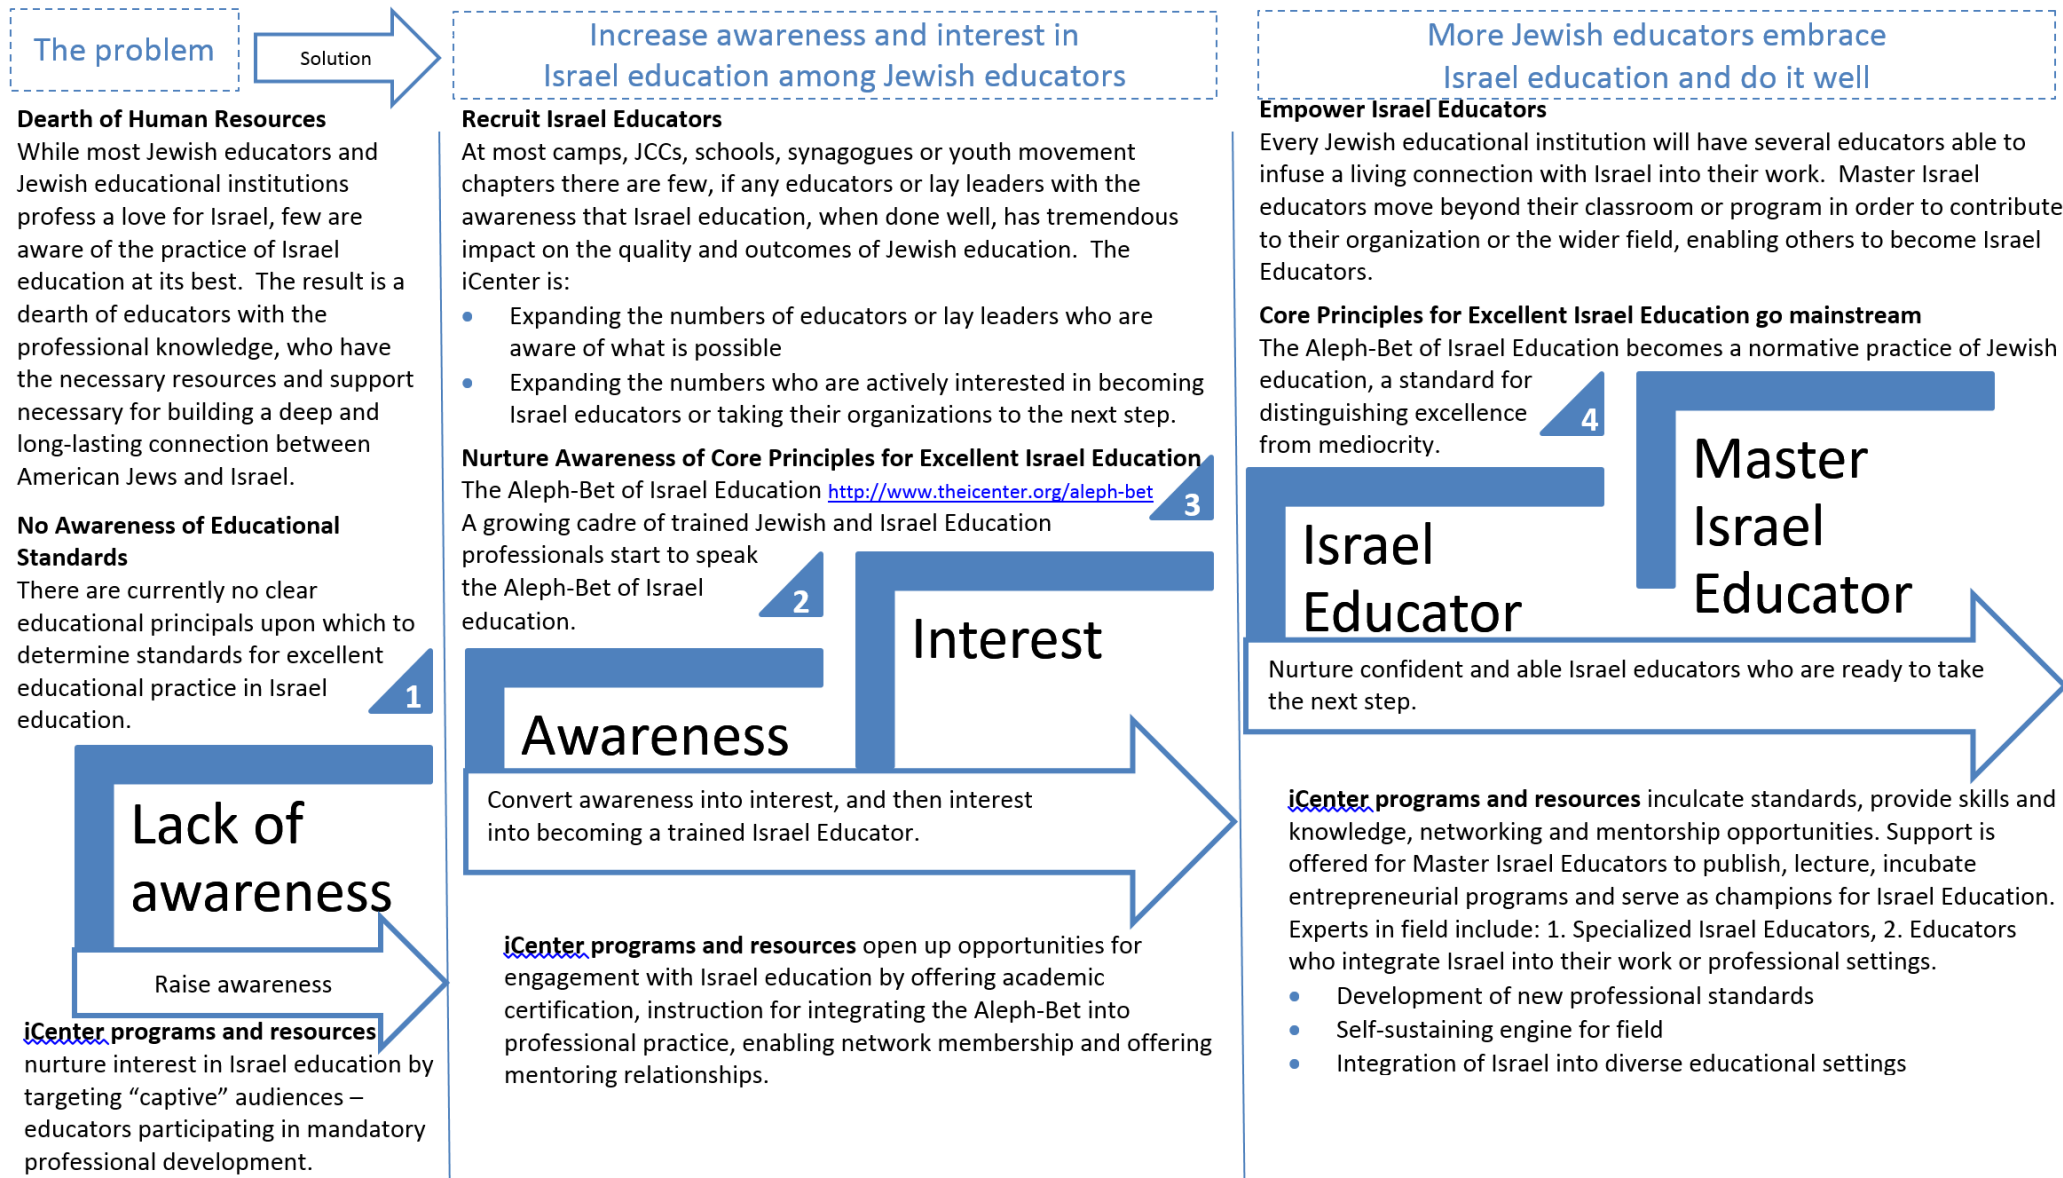 The problem
Solution
Dearth of Human Resources
While most Jewish educators and
Jewish educational institutions
profess a love for Israel, few are
aware of the practice of Israel
education at its best.  The result is a
dearth of educators with the
professional knowledge, who have
the necessary resources and support
necessary for building a deep and
long-lasting connection between
American Jews and Israel.
No Awareness of Educational
Standards
There are currently no clear
educational principals upon which to
determine standards for excellent
educational practice in Israel
education.
1
Lack of
awareness
Raise awareness
iCenter programs and resources
nurture interest in Israel education by
targeting “captive” audiences –
educators participating in mandatory
professional development.
Increase awareness and interest in
Israel education among Jewish educators
Recruit Israel Educators
At most camps, JCCs, schools, synagogues or youth movement
chapters there are few, if any educators or lay leaders with the
awareness that Israel education, when done well, has tremendous
impact on the quality and outcomes of Jewish education.  The
iCenter is:
• Expanding the numbers of educators or lay leaders who are
aware of what is possible
• Expanding the numbers who are actively interested in becoming
Israel educators or taking their organizations to the next step.
Nurture Awareness of Core Principles for Excellent Israel Education
The Aleph-Bet of Israel Education http://www.theicenter.org/aleph-bet
A growing cadre of trained Jewish and Israel Education
professionals start to speak
the Aleph-Bet of Israel
education.
2
3
Awareness
Interest
Convert awareness into interest, and then interest
into becoming a trained Israel Educator.
iCenter programs and resources open up opportunities for
engagement with Israel education by offering academic
certification, instruction for integrating the Aleph-Bet into
professional practice, enabling network membership and offering
mentoring relationships.
More Jewish educators embrace
Israel education and do it well
Empower Israel Educators
Every Jewish educational institution will have several educators able to
infuse a living connection with Israel into their work.  Master Israel
educators move beyond their classroom or program in order to contribute
to their organization or the wider field, enabling others to become Israel
Educators.
Core Principles for Excellent Israel Education go mainstream
The Aleph-Bet of Israel Education becomes a normative practice of Jewish
education, a standard for
distinguishing excellence
from mediocrity.
4
Israel
Educator
Master
Israel
Educator
Nurture confident and able Israel educators who are ready to take
the next step.
iCenter programs and resources inculcate standards, provide skills and
knowledge, networking and mentorship opportunities. Support is
offered for Master Israel Educators to publish, lecture, incubate
entrepreneurial programs and serve as champions for Israel Education.
Experts in field include: 1. Specialized Israel Educators, 2. Educators
who integrate Israel into their work or professional settings.
• Development of new professional standards
• Self-sustaining engine for field
• Integration of Israel into diverse educational settings